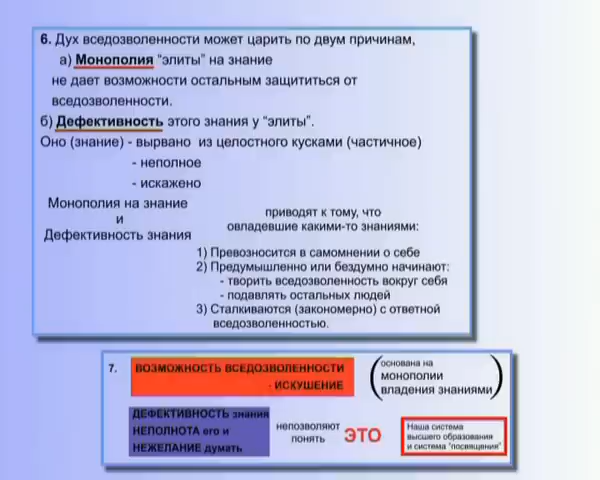 6. Дух вседозволенности может царить по двум причинам,
а) Монополия "элиты" на знание
не дает возможности остальным защититься от
вседозволенности.
б) Дефективность этого знания у "элиты".
Оно (знание) - вырвано из целостного кусками (частичное)
- неполное
- искажено
Монополия на знание
и
Дефективность знания
приводят к тому, что
овладевшие какими-то знаниями:
1) Превозносится в самомнении о себе
2) Предумышленно или бездумно начинают:
- творить вседозволенность вокруг себя
- подавлять остальных людей
3) Сталкиваются (закономерно) с ответной
вседозволенностью.
7. ВОЗМОЖНОСТЬ ВСЕДОЗВОЛЕННОСТИ
- ИСКУШЕНИЕ
(основана на
монополии
владения знаниями)
ДЕФЕКТИВНОСТЬ знания
НЕПОЛНОТА его и
НЕЖЕЛАНИЕ думать
непозволяют
понять
ЭТО
Наша система
высшего образования
и система "посвящения"